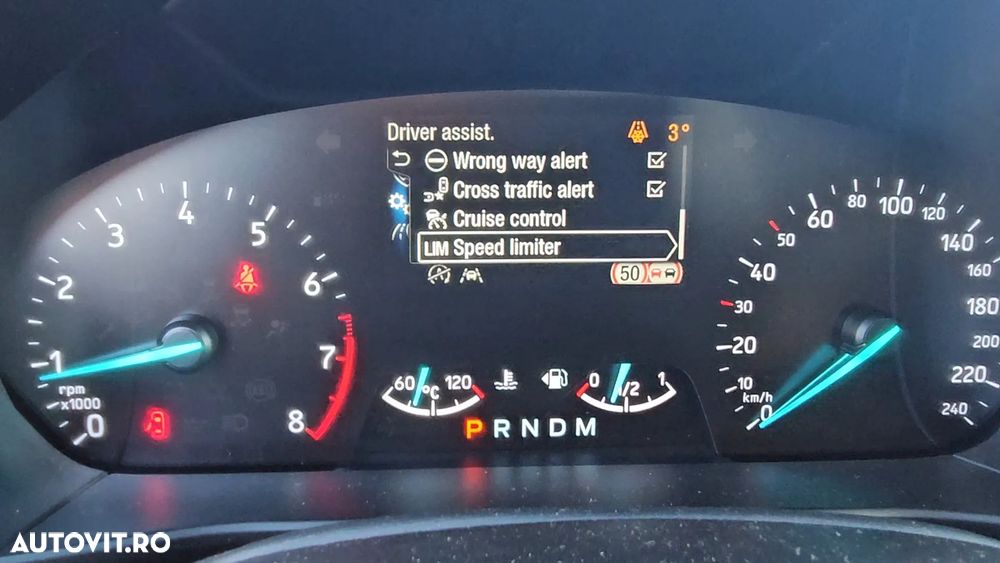 Driver assist. 3°
Wrong way alert
Cross traffic alert
Cruise control
LIM Speed limiter
50
0 1 2 3 4 5 6 7 8
rpm
x1000
60 °C 120
0 1/2 1
P R N D M
0 10 20 30 40 50 60 80 100 120 140 160 180 200 220 240
km/h
AUTOVIT.RO